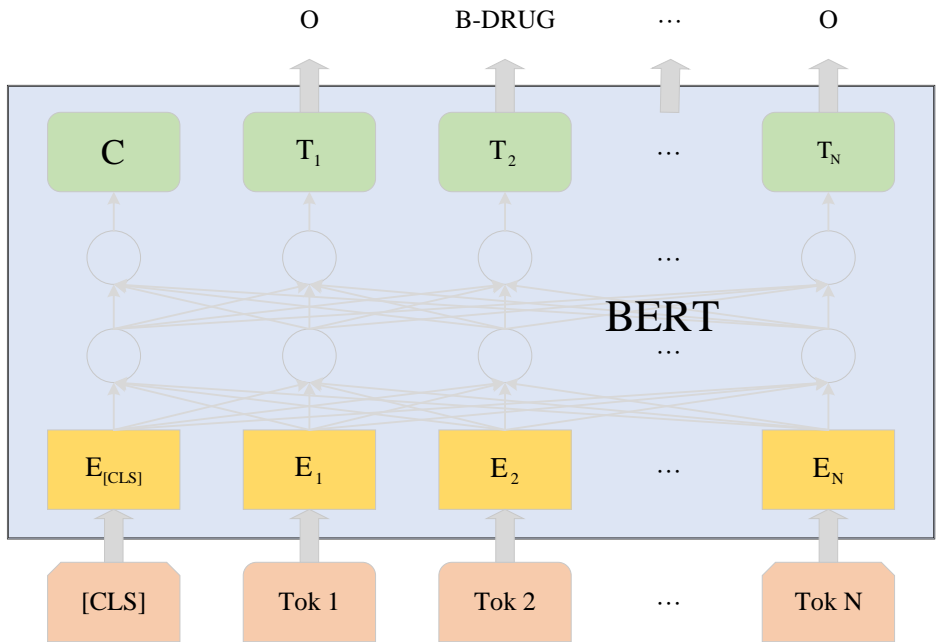 O B-DRUG ... O
C T1 T2 ... TN
...
BERT
...
E[CLS] E1 E2 ... EN
[CLS] Tok 1 Tok 2 ... Tok N